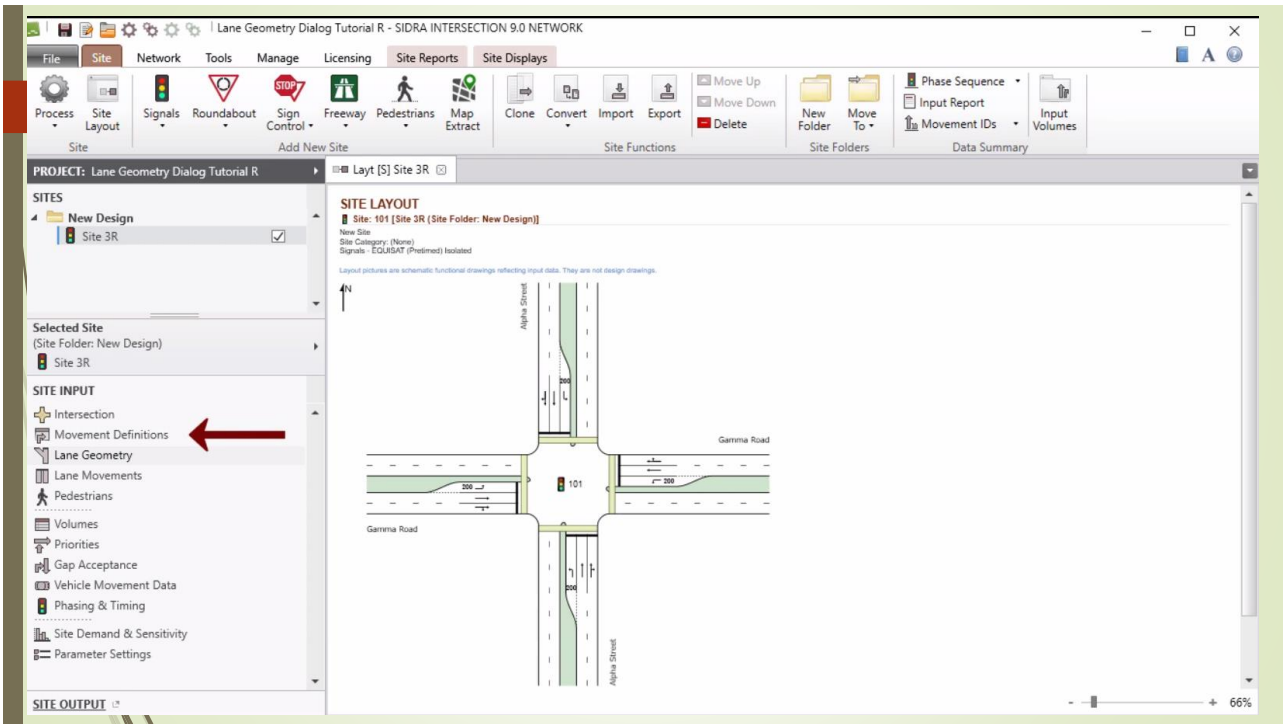 Lane Geometry Dialog Tutorial R - SIDRA INTERSECTION 9.0 NETWORK
File Site Network Tools Manage Licensing Site Reports Site Displays A
Process Site Layout Signals Roundabout STOP Sign Control Freeway Pedestrians Map Extract Clone Convert Import Export Move Up Move Down Delete New Folder Move To Phase Sequence Input Report Movement IDs Input Volumes
Site Add New Site Site Functions Site Folders Data Summary
PROJECT: Lane Geometry Dialog Tutorial R
Layt [S] Site 3R
SITES
New Design
Site 3R
Selected Site
(Site Folder: New Design)
Site 3R
SITE INPUT
Intersection
Movement Definitions
Lane Geometry
Lane Movements
Pedestrians
Volumes
Priorities
Gap Acceptance
Vehicle Movement Data
Phasing & Timing
Site Demand & Sensitivity
Parameter Settings
SITE OUTPUT
SITE LAYOUT
Site: 101 [Site 3R (Site Folder: New Design)]
New Site
Site Category: (None)
Signals - EQUISAT (Pretimed) Isolated
Layout pictures are schematic functional drawings reflecting input data. They are not design drawings.
N
Alpha Street
200
Gamma Road
200
101
200
Gamma Road
200
Alpha Street
66%